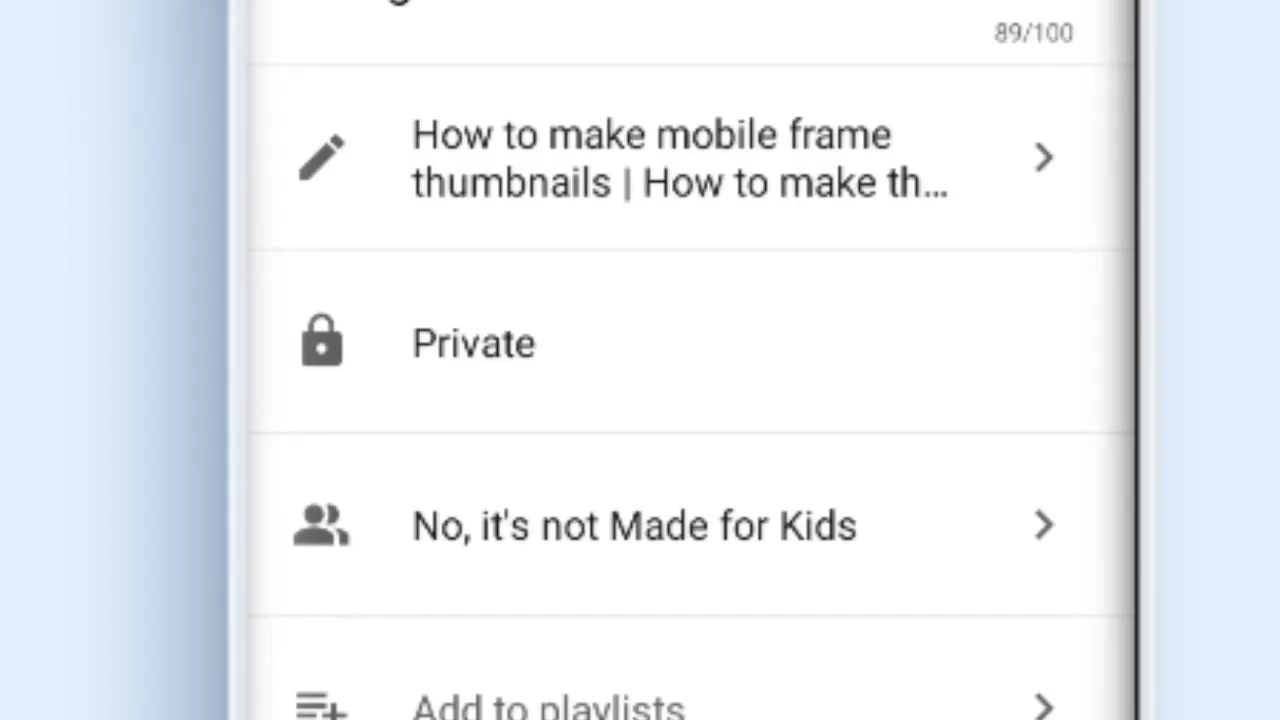 89/100
How to make mobile frame
thumbnails | How to make th...
Private
No, it's not Made for Kids
Add to playlists